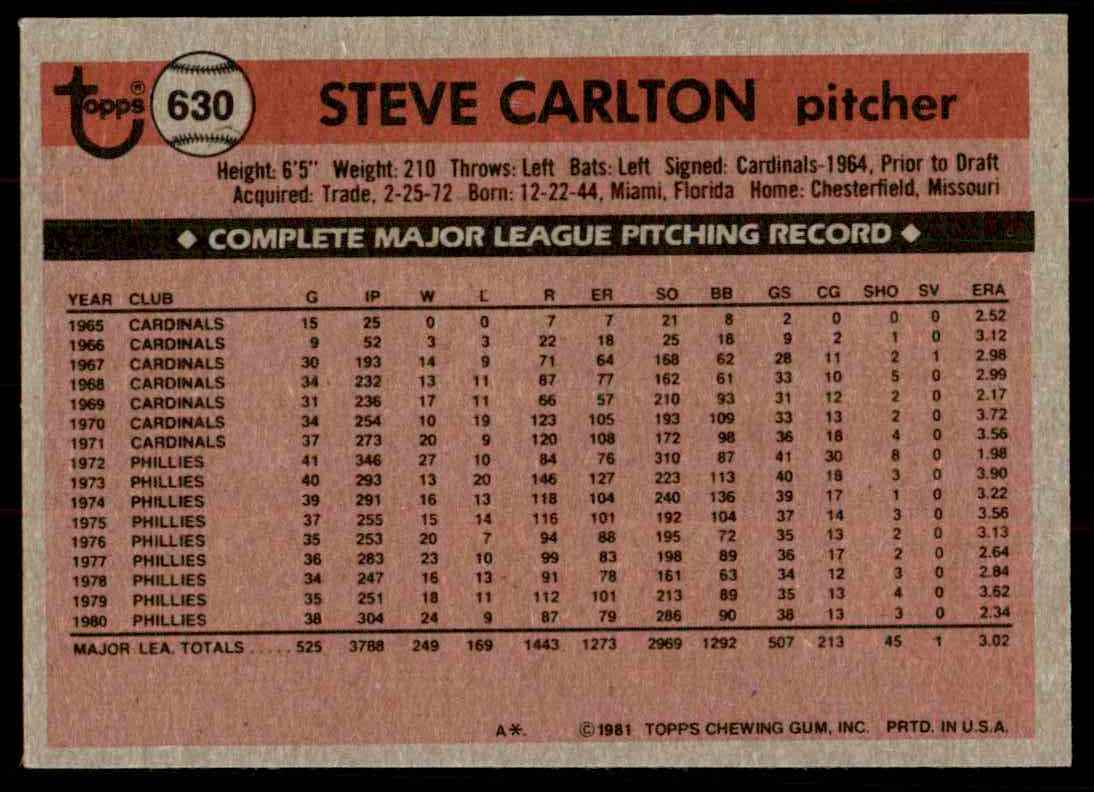 Topps® 630 STEVE CARLTON pitcher
Height: 6'5" Weight: 210 Throws: Left Bats: Left Signed: Cardinals-1964, Prior to Draft
Acquired: Trade, 2-25-72 Born: 12-22-44, Miami, Florida Home: Chesterfield, Missouri
◆ COMPLETE MAJOR LEAGUE PITCHING RECORD ◆
YEAR CLUB G IP W L R ER SO BB GS CG SHO SV ERA
1965 CARDINALS 15 25 0 0 7 7 21 8 2 0 0 0 2.52
1966 CARDINALS 9 52 3 3 22 18 25 18 9 2 1 0 3.12
1967 CARDINALS 30 193 14 9 71 64 168 62 28 11 2 1 2.98
1968 CARDINALS 34 232 13 11 87 77 162 61 33 10 5 0 2.99
1969 CARDINALS 31 236 17 11 66 57 210 93 31 12 2 0 2.17
1970 CARDINALS 34 254 10 19 123 105 193 109 33 13 2 0 3.72
1971 CARDINALS 37 273 20 9 120 108 172 98 36 18 4 0 3.56
1972 PHILLIES 41 346 27 10 84 76 310 87 41 30 8 0 1.98
1973 PHILLIES 40 293 13 20 146 127 223 113 40 18 3 0 3.90
1974 PHILLIES 39 291 16 13 118 104 240 136 39 17 1 0 3.22
1975 PHILLIES 37 255 15 14 116 101 192 104 37 14 3 0 3.56
1976 PHILLIES 35 253 20 7 94 88 195 72 35 13 2 0 3.13
1977 PHILLIES 36 283 23 10 99 83 198 89 36 17 2 0 2.64
1978 PHILLIES 34 247 16 13 91 78 161 63 34 12 3 0 2.84
1979 PHILLIES 35 251 18 11 112 101 213 89 35 13 4 0 3.62
1980 PHILLIES 38 304 24 9 87 79 286 90 38 13 3 0 2.34
MAJOR LEA. TOTALS ..... 525 3788 249 169 1443 1273 2969 1292 507 213 45 1 3.02
A*. ©1981 TOPPS CHEWING GUM, INC. PRTD. IN U.S.A.